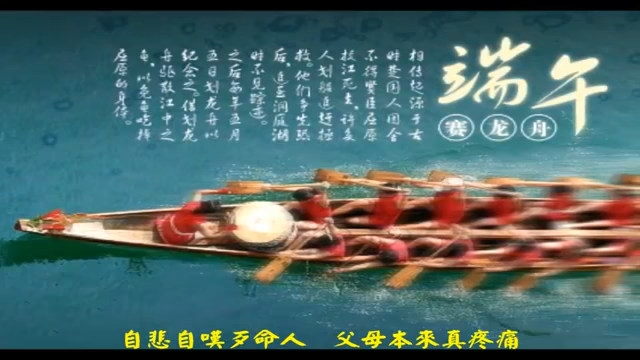 端午
赛龙舟
相传起源于古
时楚国人因舍
不得贤臣屈原
投江死去，许多
人划船追赶拯
救。他们争先恐
后，追至洞庭湖
时不见踪迹。
之后每年五月
五日划龙舟以
纪念之。借划龙
舟驱散江中之
鱼，以免鱼吃掉
屈原的身体。
自悲自嘆歹命人　父母本來真疼痛